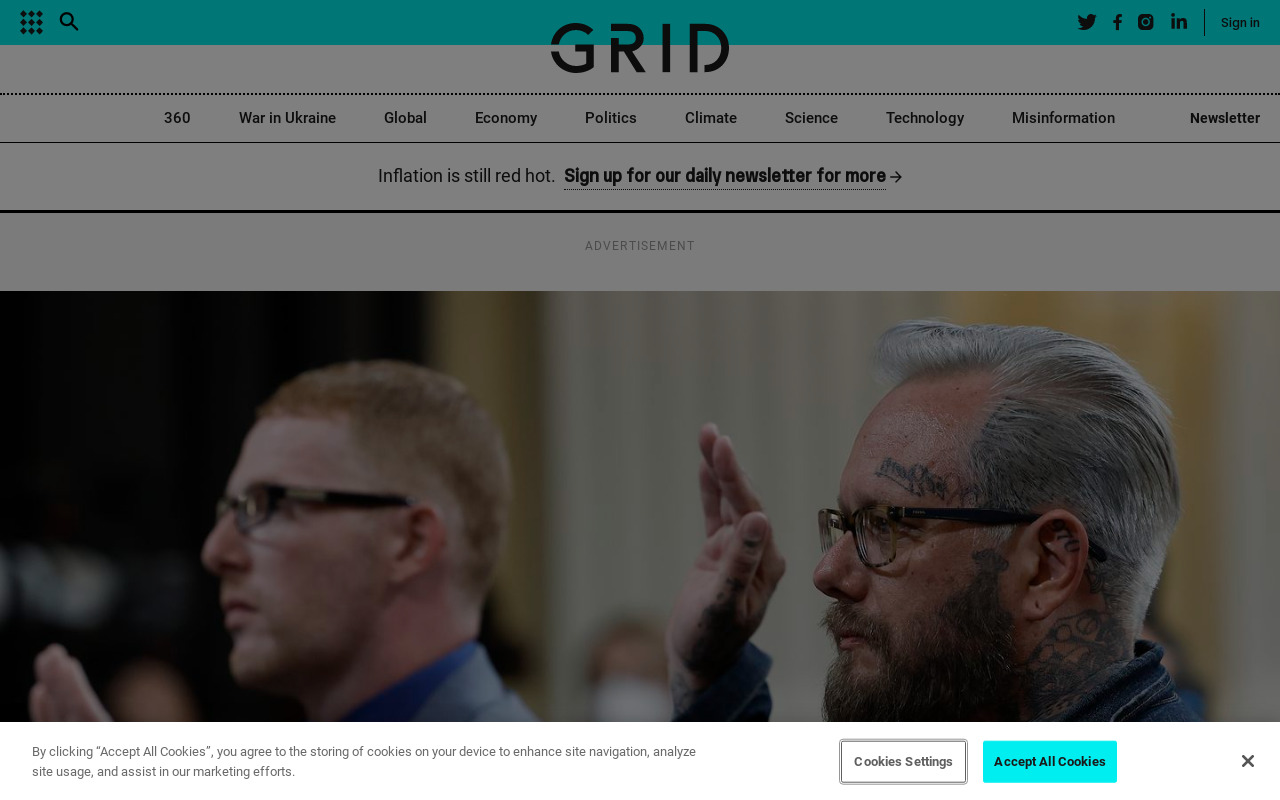 Sign in
GRID
360 War in Ukraine Global Economy Politics Climate Science Technology Misinformation Newsletter
Inflation is still red hot. Sign up for our daily newsletter for more
ADVERTISEMENT
By clicking “Accept All Cookies”, you agree to the storing of cookies on your device to enhance site navigation, analyze
site usage, and assist in our marketing efforts.
Cookies Settings
Accept All Cookies